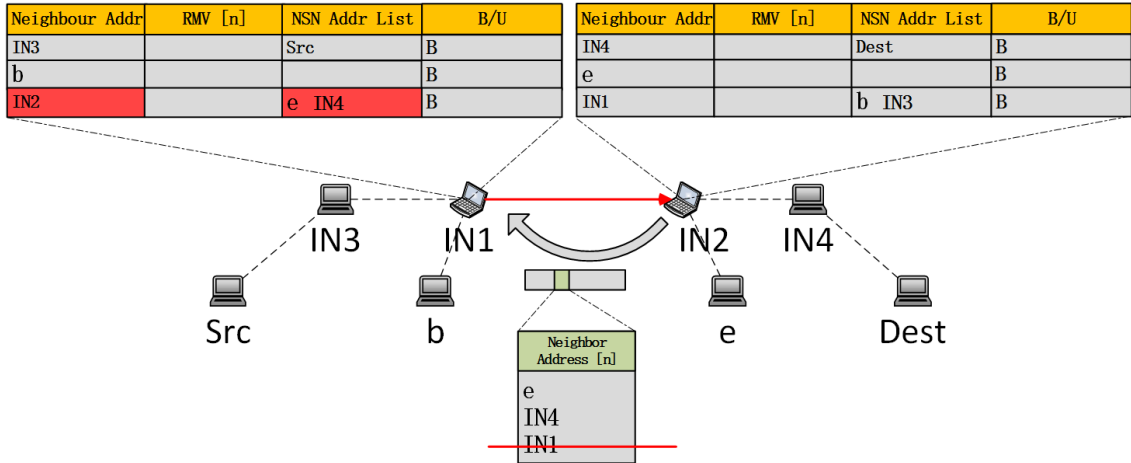 Neighbour Addr RMV [n] NSN Addr List B/U
IN3 Src B
b B
IN2 e IN4 B
Neighbour Addr RMV [n] NSN Addr List B/U
IN4 Dest B
e B
IN1 b IN3 B
IN3 IN1 IN2 IN4
Src b e Dest
Neighbor
Address [n]
e
IN4
IN1